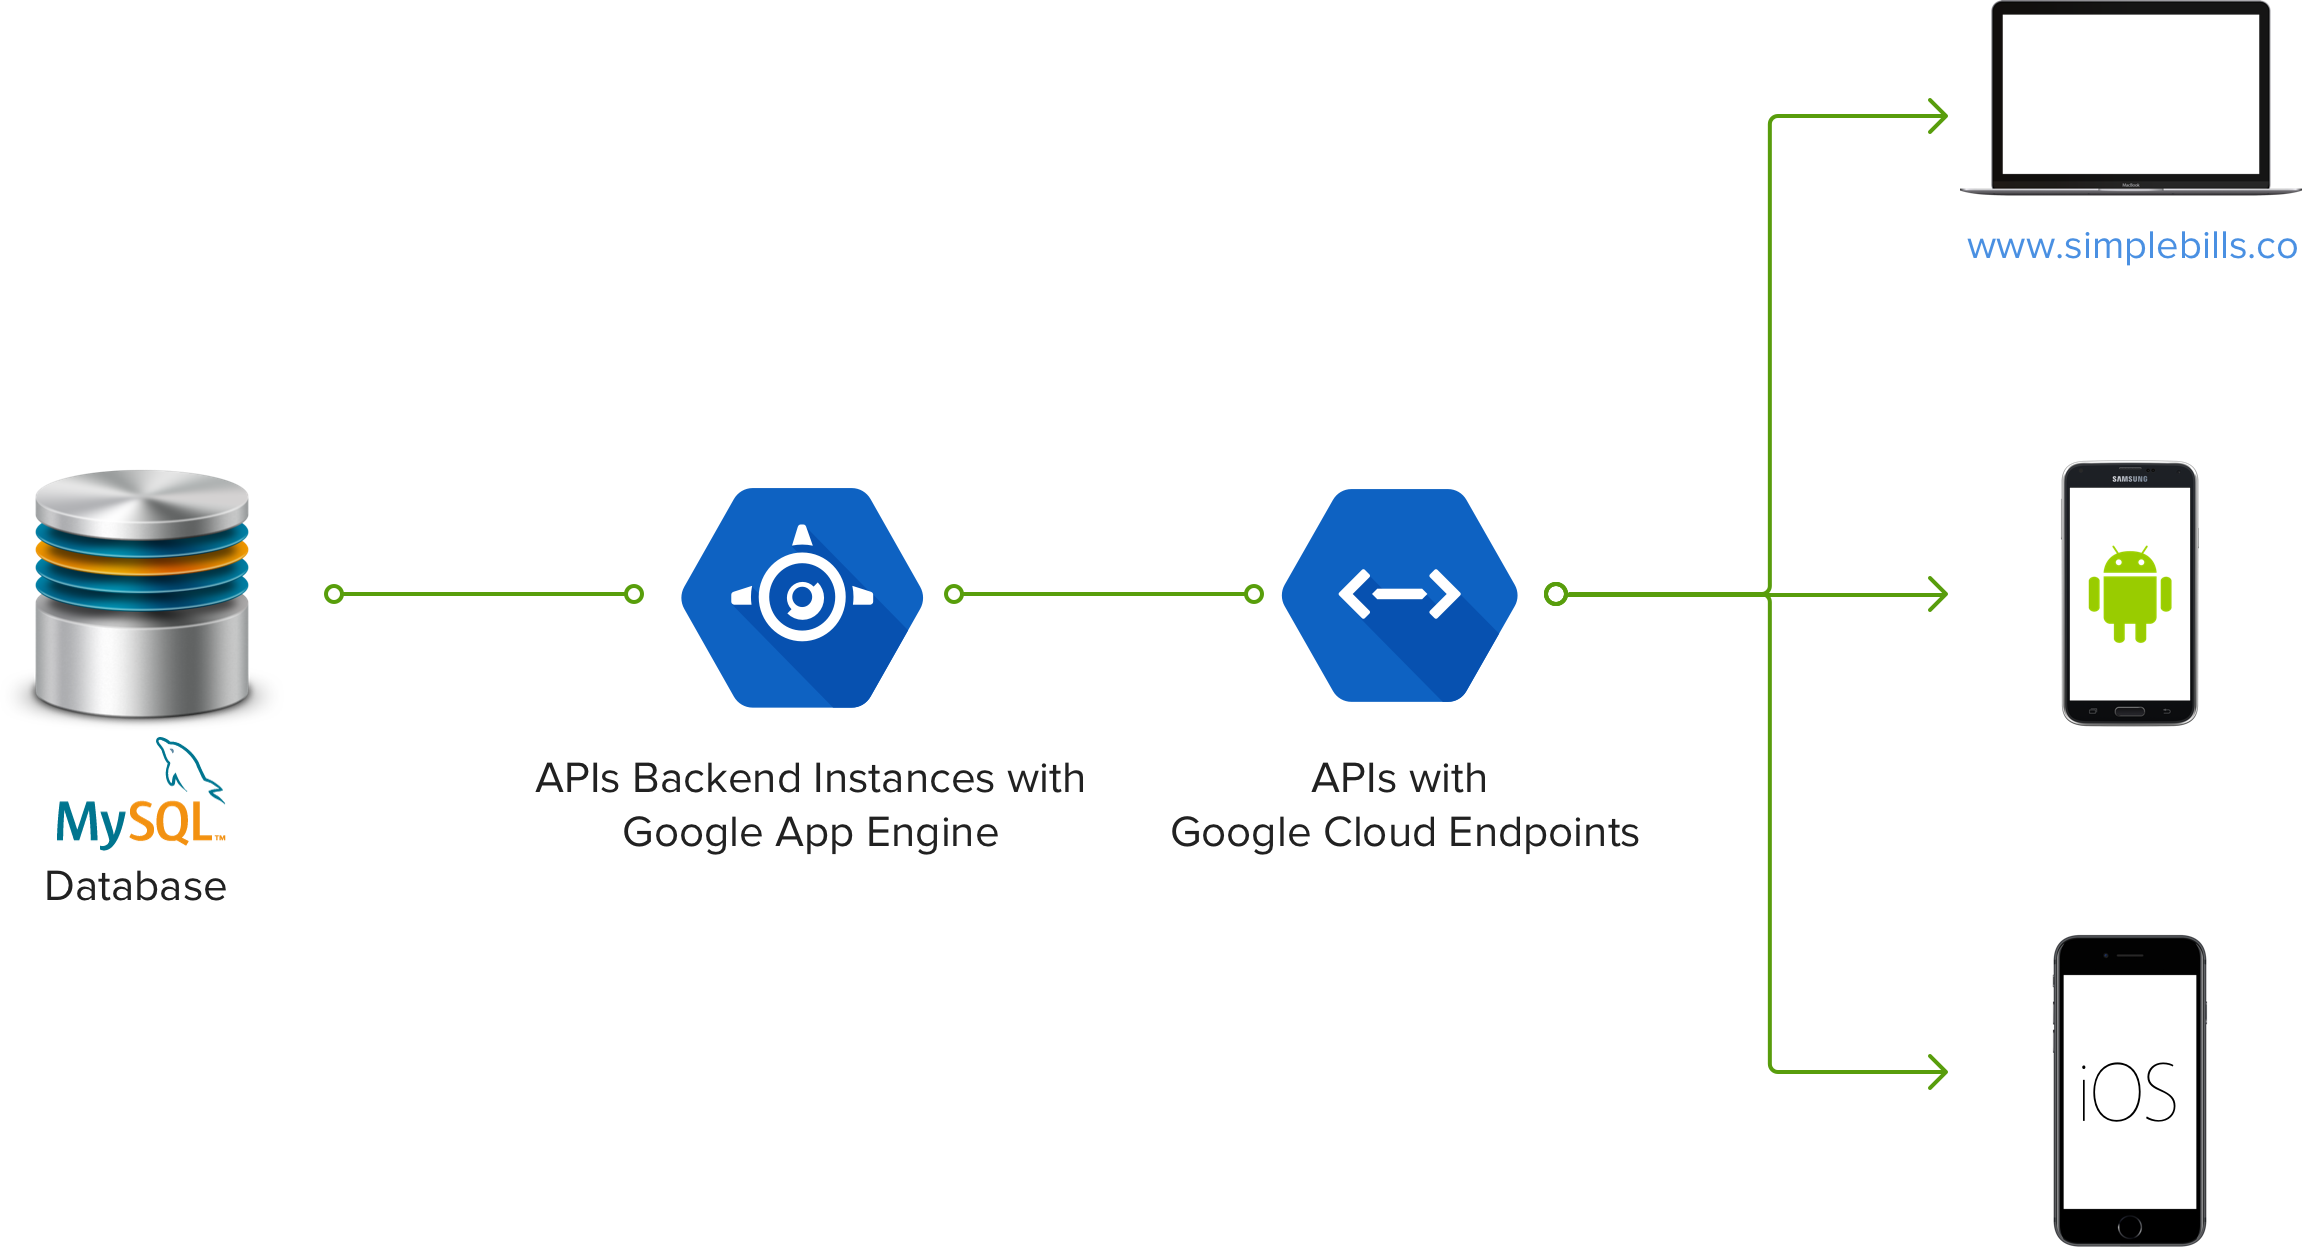 MacBook
www.simplebills.co
SAMSUNG
MySQL™
Database
APIs Backend Instances with
Google App Engine
APIs with
Google Cloud Endpoints
iOS